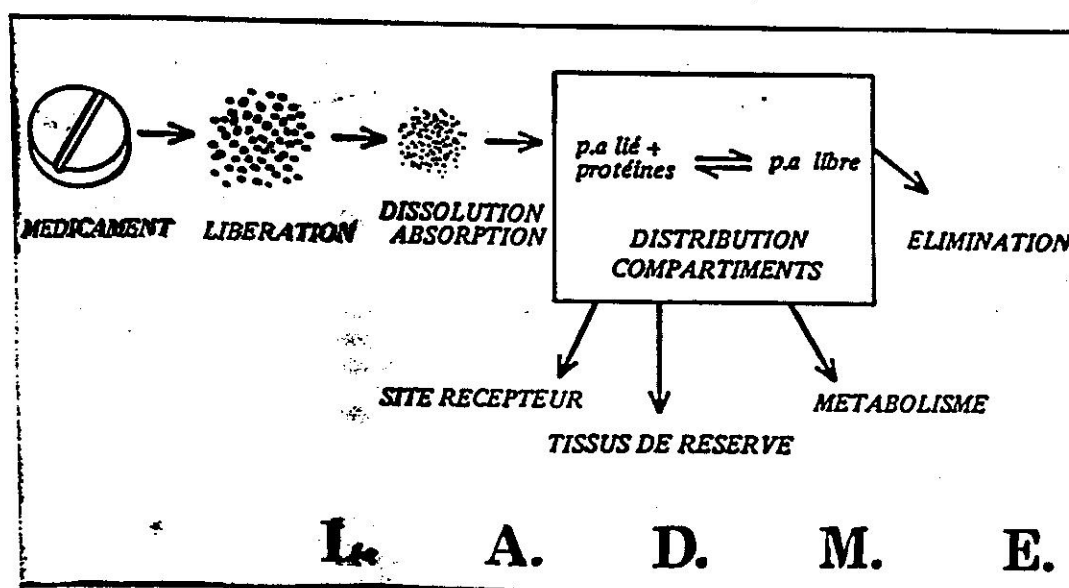 p.a lié +
protéines
p.a libre
MEDICAMENT
LIBERATION
DISSOLUTION
ABSORPTION
DISTRIBUTION
COMPARTIMENTS
ELIMINATION
SITE RECEPTEUR
METABOLISME
TISSUS DE RESERVE
L. A. D. M. E.